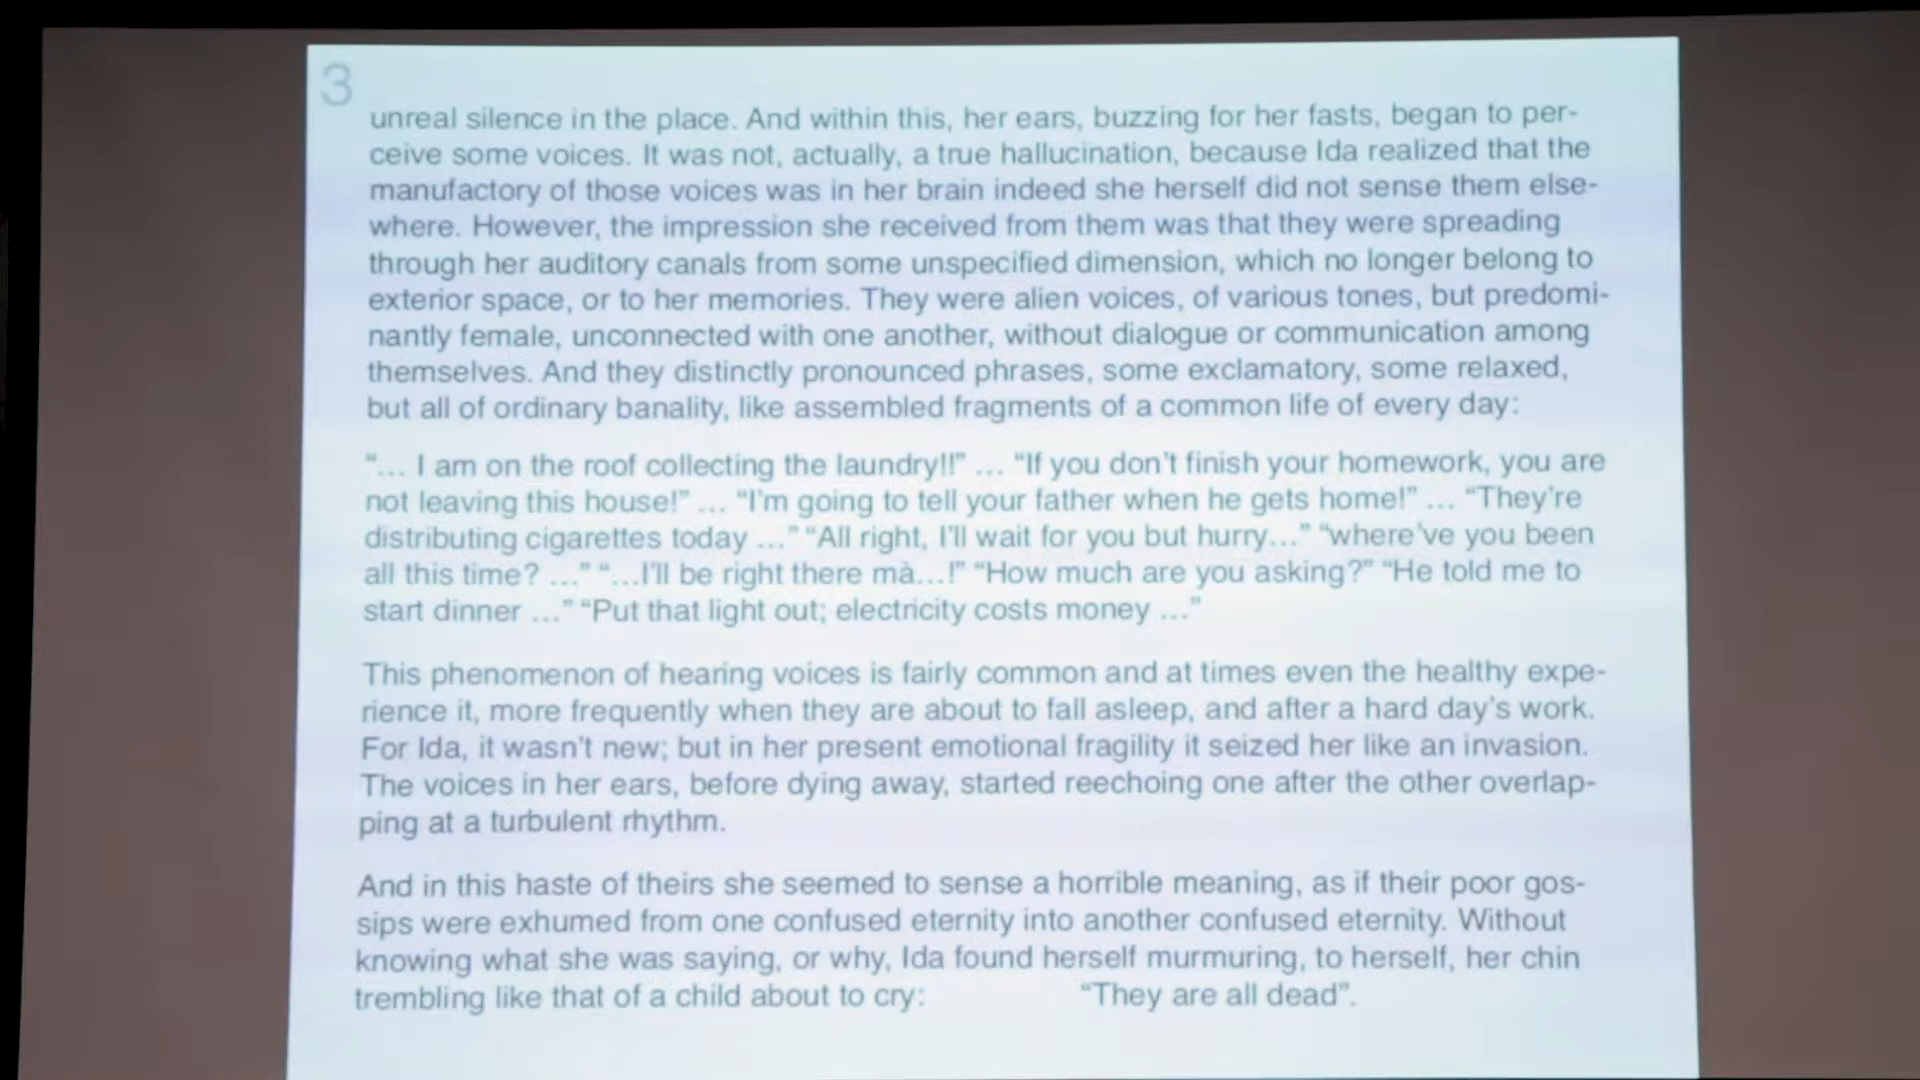 3
unreal silence in the place. And within this, her ears, buzzing for her fasts, began to per-
ceive some voices. It was not, actually, a true hallucination, because Ida realized that the
manufactory of those voices was in her brain indeed she herself did not sense them else-
where. However, the impression she received from them was that they were spreading
through her auditory canals from some unspecified dimension, which no longer belong to
exterior space, or to her memories. They were alien voices, of various tones, but predomi-
nantly female, unconnected with one another, without dialogue or communication among
themselves. And they distinctly pronounced phrases, some exclamatory, some relaxed,
but all of ordinary banality, like assembled fragments of a common life of every day:
“... I am on the roof collecting the laundry!!” ... “If you don’t finish your homework, you are
not leaving this house!” ... “I’m going to tell your father when he gets home!” ... “They’re
distributing cigarettes today ...” “All right, I’ll wait for you but hurry...” “where’ve you been
all this time? ...” “...I’ll be right there mà...!” “How much are you asking?” “He told me to
start dinner ...” “Put that light out; electricity costs money ...”
This phenomenon of hearing voices is fairly common and at times even the healthy expe-
rience it, more frequently when they are about to fall asleep, and after a hard day’s work.
For Ida, it wasn’t new; but in her present emotional fragility it seized her like an invasion.
The voices in her ears, before dying away, started reechoing one after the other overlap-
ping at a turbulent rhythm.
And in this haste of theirs she seemed to sense a horrible meaning, as if their poor gos-
sips were exhumed from one confused eternity into another confused eternity. Without
knowing what she was saying, or why, Ida found herself murmuring, to herself, her chin
trembling like that of a child about to cry: “They are all dead”.